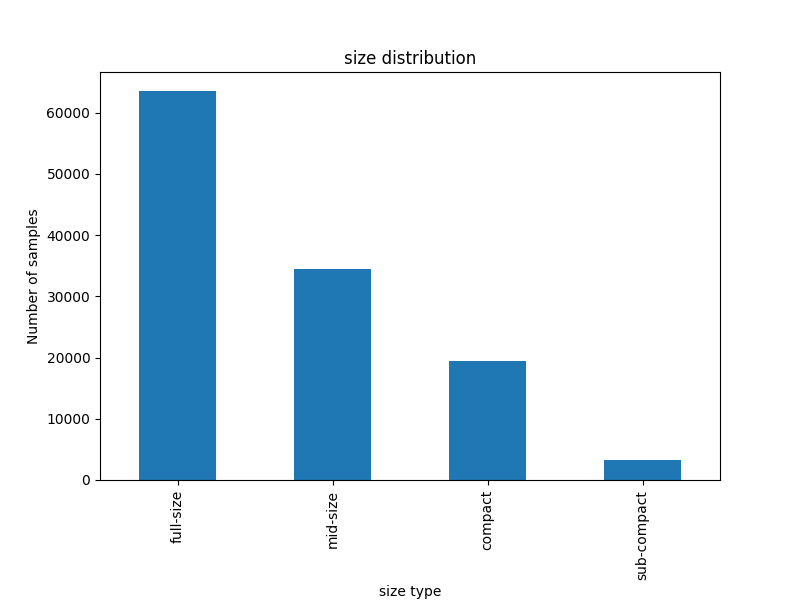 size distribution
Number of samples
60000
50000
40000
30000
20000
10000
0
full-size
mid-size
compact
sub-compact
size type